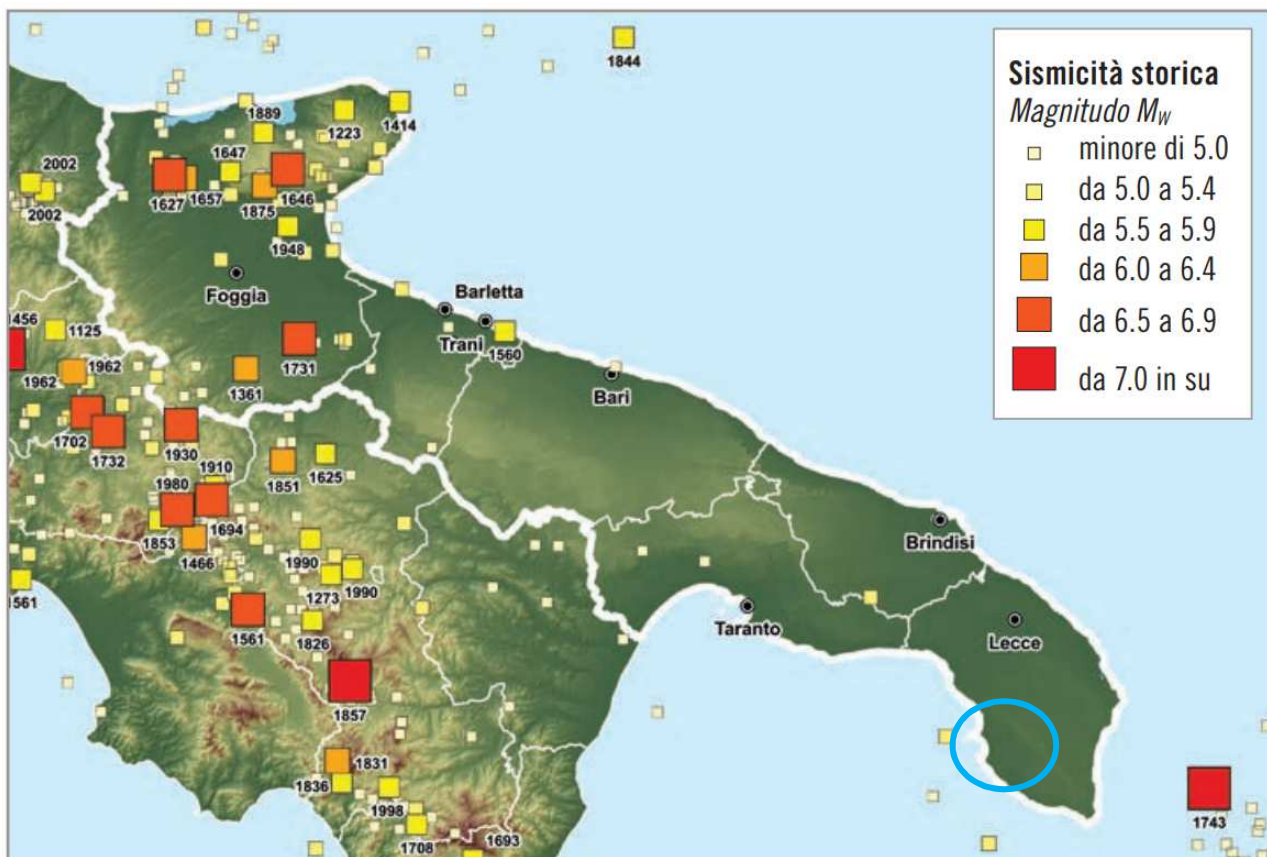 1844
Sismicità storica
Magnitudo Mw
minore di 5.0
da 5.0 a 5.4
da 5.5 a 5.9
da 6.0 a 6.4
da 6.5 a 6.9
da 7.0 in su
1889
1223
1414
1647
2002
2002
1627
1657
1875
1646
1948
Foggia
Barletta
Trani
1560
1456
1125
1962
1962
1731
1361
Bari
1702
1732
1930
1910
1851
1625
1980
1694
1853
1466
1990
1990
1273
Brindisi
1561
1561
1826
Taranto
Lecce
1857
1831
1836
1998
1708
1693
1743